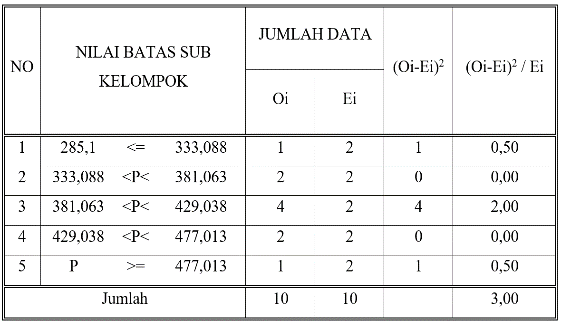 NO NILAI BATAS SUB KELOMPOK JUMLAH DATA (Oi-Ei)² (Oi-Ei)² / Ei
Oi Ei
1 285,1 <= 333,088 1 2 1 0,50
2 333,088 <P< 381,063 2 2 0 0,00
3 381,063 <P< 429,038 4 2 4 2,00
4 429,038 <P< 477,013 2 2 0 0,00
5 P >= 477,013 1 2 1 0,50
Jumlah 10 10 3,00